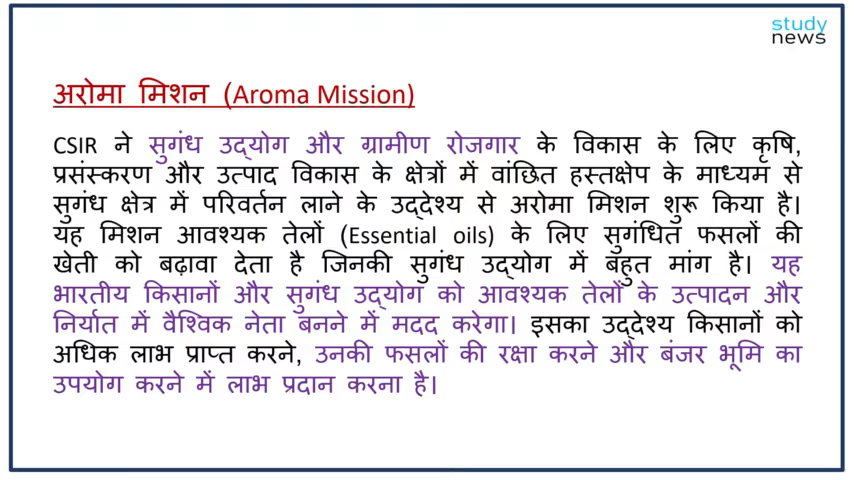 study
news
अरोमा मिशन (Aroma Mission)
CSIR ने सुगंध उद्योग और ग्रामीण रोजगार के विकास के लिए कृषि,
प्रसंस्करण और उत्पाद विकास के क्षेत्रों में वांछित हस्तक्षेप के माध्यम से
सुगंध क्षेत्र में परिवर्तन लाने के उद्देश्य से अरोमा मिशन शुरू किया है।
यह मिशन आवश्यक तेलों (Essential oils) के लिए सुगंधित फसलों की
खेती को बढ़ावा देता है जिनकी सुगंध उद्योग में बहुत मांग है। यह
भारतीय किसानों और सुगंध उद्योग को आवश्यक तेलों के उत्पादन और
निर्यात में वैश्विक नेता बनने में मदद करेगा। इसका उद्देश्य किसानों को
अधिक लाभ प्राप्त करने, उनकी फसलों की रक्षा करने और बंजर भूमि का
उपयोग करने में लाभ प्रदान करना है।